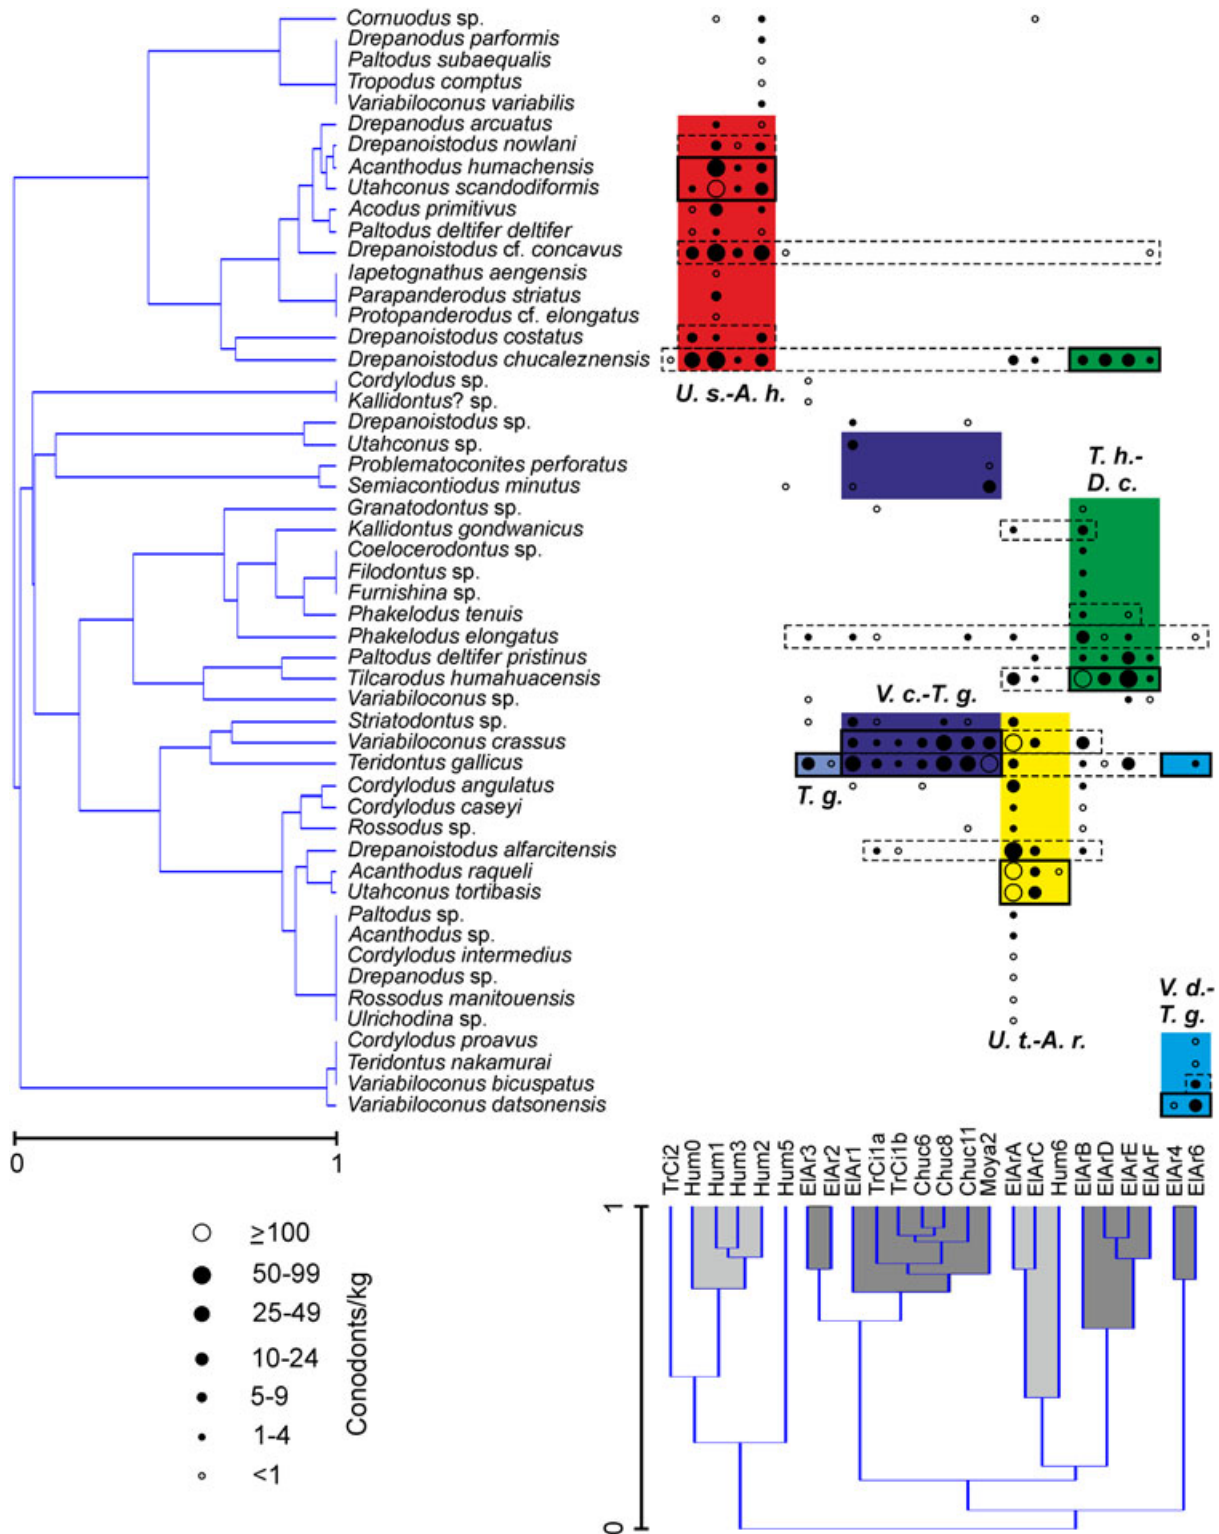 Cornuodus sp.
Drepanodus parformis
Paltodus subaequalis
Tropodus comptus
Variabiloconus variabilis
Drepanodus arcuatus
Drepanoistodus nowlani
Acanthodus humachensis
Utahconus scandodiformis
Acodus primitivus
Paltodus deltifer deltifer
Drepanoistodus cf. concavus
Iapetognathus aengensis
Parapanderodus striatus
Protopanderodus cf. elongatus
Drepanoistodus costatus
Drepanoistodus chucaleznensis
U. s.-A. h.
Cordylodus sp.
Kallidontus? sp.
Drepanoistodus sp.
Utahconus sp.
Problematoconites perforatus
Semiacontiodus minutus
T. h.-
D. c.
Granatodontus sp.
Kallidontus gondwanicus
Coelocerodontus sp.
Filodontus sp.
Furnishina sp.
Phakelodus tenuis
Phakelodus elongatus
Paltodus deltifer pristinus
Tilcarodus humahuacensis
Variabiloconus sp.
V. c.-T. g.
Striatodontus sp.
Variabiloconus crassus
Teridontus gallicus
T. g.
Cordylodus angulatus
Cordylodus caseyi
Rossodus sp.
Drepanoistodus alfarcitensis
Acanthodus raqueli
Utahconus tortibasis
Paltodus sp.
Acanthodus sp.
Cordylodus intermedius
Drepanodus sp.
Rossodus manitouensis
Ulrichodina sp.
U. t.-A. r.
V. d.-
T. g.
Cordylodus proavus
Teridontus nakamurai
Variabiloconus bicuspatus
Variabiloconus datsonensis
0 1
TrCi2
Hum0
Hum1
Hum3
Hum2
Hum5
ElAr3
ElAr2
ElAr1
TrCi1a
TrCi1b
Chuc6
Chuc8
Chuc11
Moya2
ElArA
ElArC
Hum6
ElArB
ElArD
ElArE
ElArF
ElAr4
ElAr6
1
0
≥100
50-99
25-49
10-24
5-9
1-4
<1
Conodonts/kg